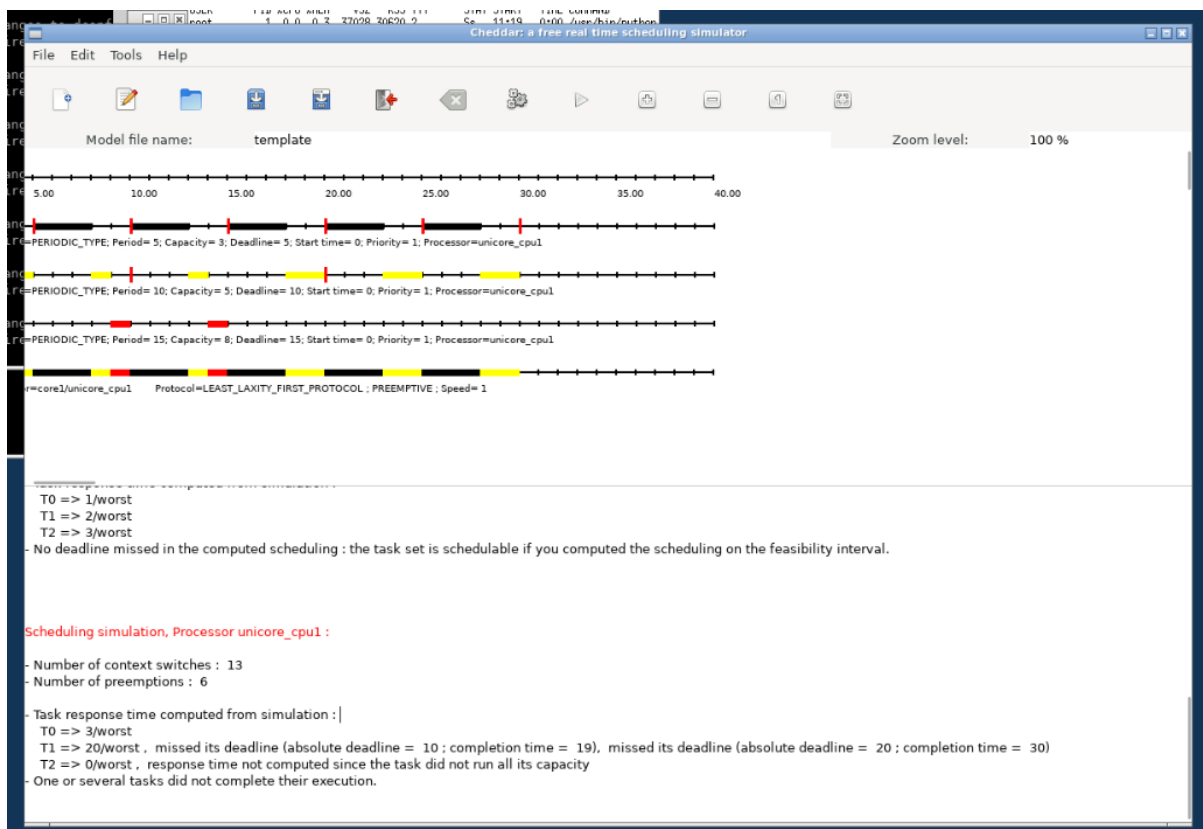 Cheddar: a free real time scheduling simulator
File Edit Tools Help
Model file name: template Zoom level: 100 %
5.00 10.00 15.00 20.00 25.00 30.00 35.00 40.00
=PERIODIC_TYPE; Period= 5; Capacity= 3; Deadline= 5; Start time= 0; Priority= 1; Processor=unicore_cpu1
=PERIODIC_TYPE; Period= 10; Capacity= 5; Deadline= 10; Start time= 0; Priority= 1; Processor=unicore_cpu1
=PERIODIC_TYPE; Period= 15; Capacity= 8; Deadline= 15; Start time= 0; Priority= 1; Processor=unicore_cpu1
r=core1/unicore_cpu1 Protocol=LEAST_LAXITY_FIRST_PROTOCOL ; PREEMPTIVE ; Speed= 1
T0 => 1/worst
T1 => 2/worst
T2 => 3/worst
- No deadline missed in the computed scheduling : the task set is schedulable if you computed the scheduling on the feasibility interval.
Scheduling simulation, Processor unicore_cpu1 :
- Number of context switches : 13
- Number of preemptions : 6
- Task response time computed from simulation :
T0 => 3/worst
T1 => 20/worst , missed its deadline (absolute deadline = 10 ; completion time = 19), missed its deadline (absolute deadline = 20 ; completion time = 30)
T2 => 0/worst , response time not computed since the task did not run all its capacity
- One or several tasks did not complete their execution.